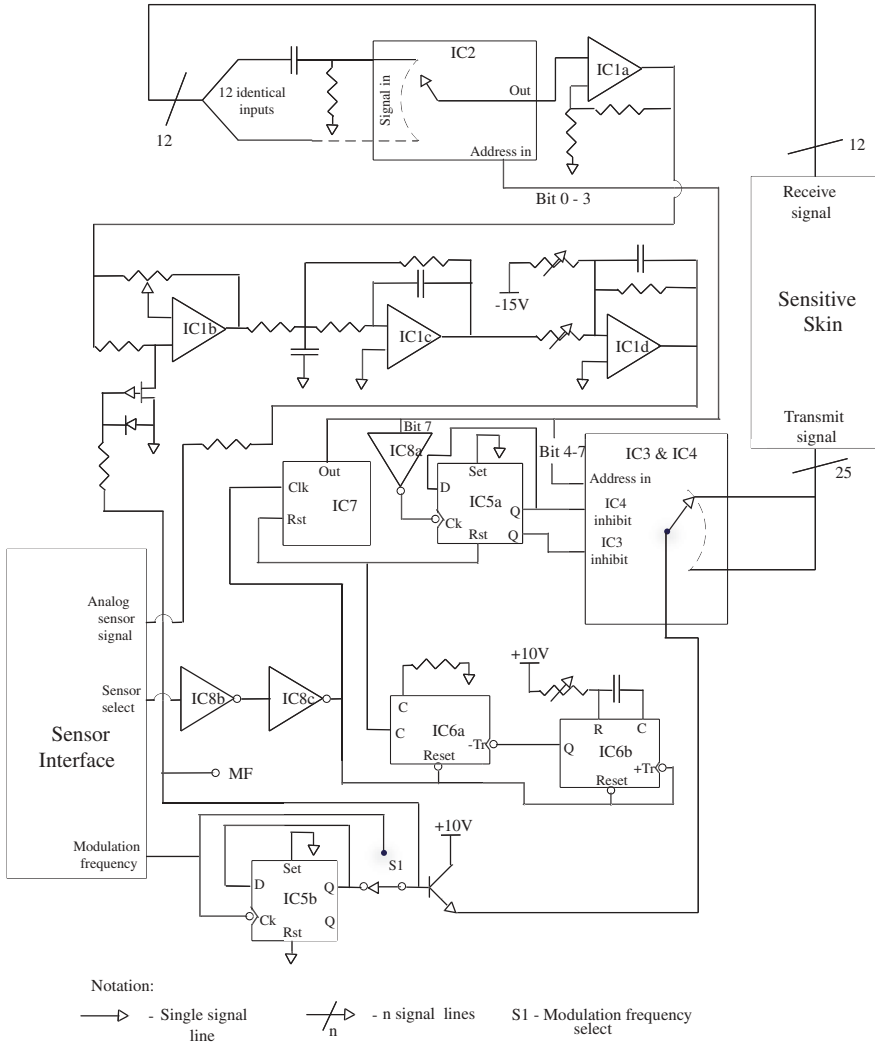 IC2
IC1a
12 identical
inputs
Signal in
Out
12
12
Address in
Bit 0 - 3
Receive
signal
-15V
IC1b
IC1c
IC1d
Sensitive
Skin
Transmit
signal
25
Bit 7
IC8a
Bit 4-7
IC3 & IC4
Out
Clk
IC7
Rst
Set
D
IC5a
Q
Ck
Rst
Q
Address in
IC4
inhibit
IC3
inhibit
Analog
sensor
signal
Sensor
select
IC8b
IC8c
Sensor
Interface
MF
+10V
C
C
IC6a
-Tr
Reset
R
C
Q
IC6b
+Tr
Reset
Modulation
frequency
+10V
S1
Set
D
Q
IC5b
Ck
Q
Rst
Notation:
- Single signal
line
n
- n signal lines
S1 - Modulation frequency
select